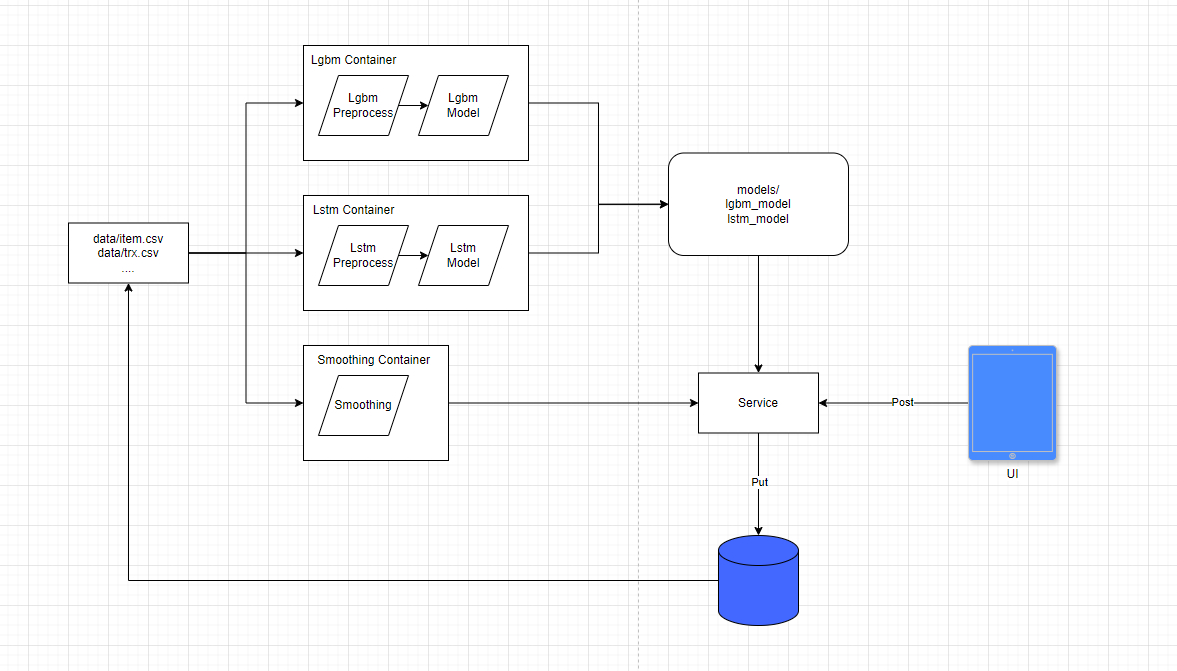 Lgbm Container
Lgbm
Preprocess
Lgbm
Model
Lstm Container
Lstm
Preprocess
Lstm
Model
data/item.csv
data/trx.csv
....
models/
lgbm_model
lstm_model
Smoothing Container
Smoothing
Service
Post
UI
Put